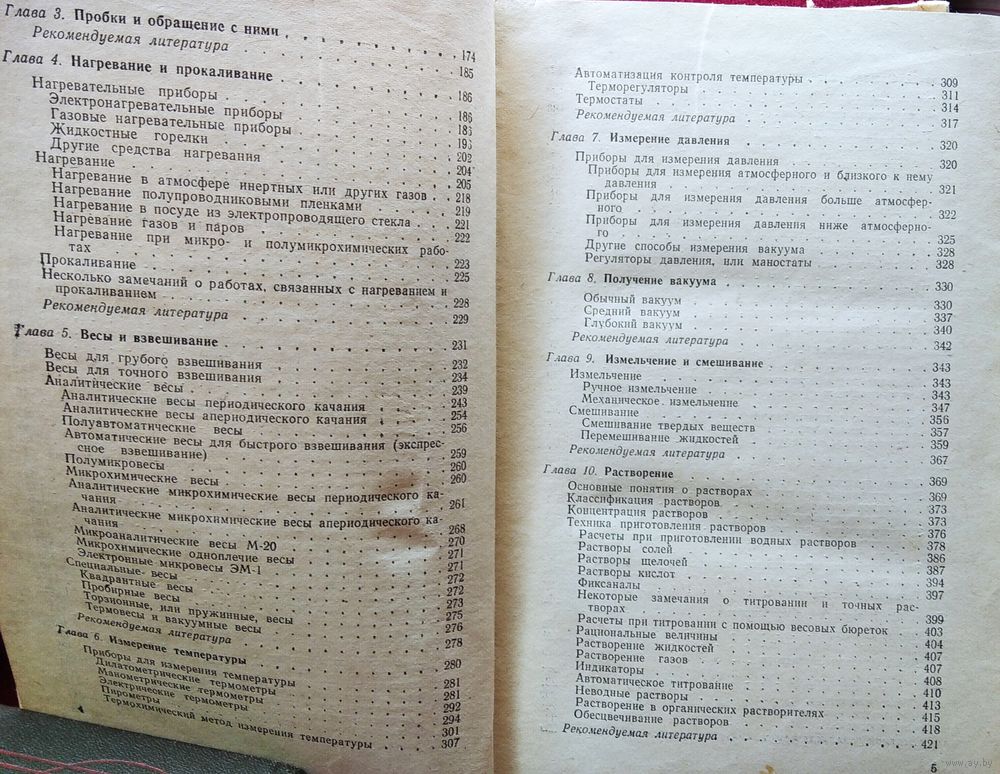 Глава 3. Пробки и обращение с ними 174
Рекомендуемая литература 185
Глава 4. Нагревание и прокаливание 186
Нагревательные приборы 186
Электронагревательные приборы
Газовые нагревательные приборы
Жидкостные горелки 202
Другие средства нагревания 204
Нагревание 205
Нагревание в атмосфере инертных или других газов 218
Нагревание полупроводниковыми пленками 219
Нагревание в посуде из электропроводящего стекла 221
Нагревание газов и паров 222
Нагревание при микро- и полумикрохимических рабо-
тах 223
Прокаливание 225
Несколько замечаний о работах, связанных с нагреванием и
прокаливанием 228
Рекомендуемая литература 229
Глава 5. Весы и взвешивание 231
Весы для грубого взвешивания 232
Весы для точного взвешивания 234
Аналитические весы 239
Аналитические весы периодического качания 243
Аналитические весы апериодического качания 254
Полуавтоматические весы 256
Автоматические весы для быстрого взвешивания (экспрес-
сное взвешивание) 259
Полумикровесы 260
Микрохимические весы 260
Аналитические микрохимические весы периодического ка-
чания 261
Аналитические микрохимические весы апериодического ка-
чания 268
Микроаналитические весы М-20 270
Микрохимические одноплечие весы 271
Электронные микровесы ЭМ-1 271
Специальные весы 272
Квадрантные весы 272
Пробирные весы 273
Торзионные, или пружинные, весы 275
Термовесы и вакуумные весы 276
Рекомендуемая литература 278
Глава 6. Измерение температуры 280
Приборы для измерения температуры 281
Дилатометрические термометры 281
Манометрические термометры 292
Электрические термометры 294
Пирометры 301
Термохимический метод измерения температуры 307
Автоматизация контроля температуры 309
Терморегуляторы 311
Термостаты 314
Рекомендуемая литература 317
Глава 7. Измерение давления 320
Приборы для измерения давления 320
Приборы для измерения атмосферного и близкого к нему
давления 321
Приборы для измерения давления больше атмосфер-
ного 322
Приборы для измерения давления ниже атмосферно-
го 325
Другие способы измерения вакуума 328
Регуляторы давления, или маностаты 328
Глава 8. Получение вакуума 330
Обычный вакуум 330
Средний вакуум 337
Глубокий вакуум 340
Рекомендуемая литература 342
Глава 9. Измельчение и смешивание 343
Измельчение 343
Ручное измельчение 343
Механическое измельчение 347
Смешивание 356
Смешивание твердых веществ 357
Перемешивание жидкостей 359
Рекомендуемая литература 367
Глава 10. Растворение 369
Основные понятия о растворах 369
Классификация растворов 373
Концентрация растворов 373
Техника приготовления растворов 376
Расчеты при приготовлении водных растворов 378
Растворы солей 386
Растворы щелочей 387
Растворы кислот 394
Фиксаналы 397
Некоторые замечания о титровании и точных рас-
творах 399
Расчеты при титровании с помощью весовых бюреток 403
Рациональные величины 404
Растворение жидкостей 407
Растворение газов 407
Индикаторы 408
Автоматическое титрование 410
Неводные растворы 413
Растворение в органических растворителях 415
Обесцвечивание растворов 418
Рекомендуемая литература 421
5
www.ay.by